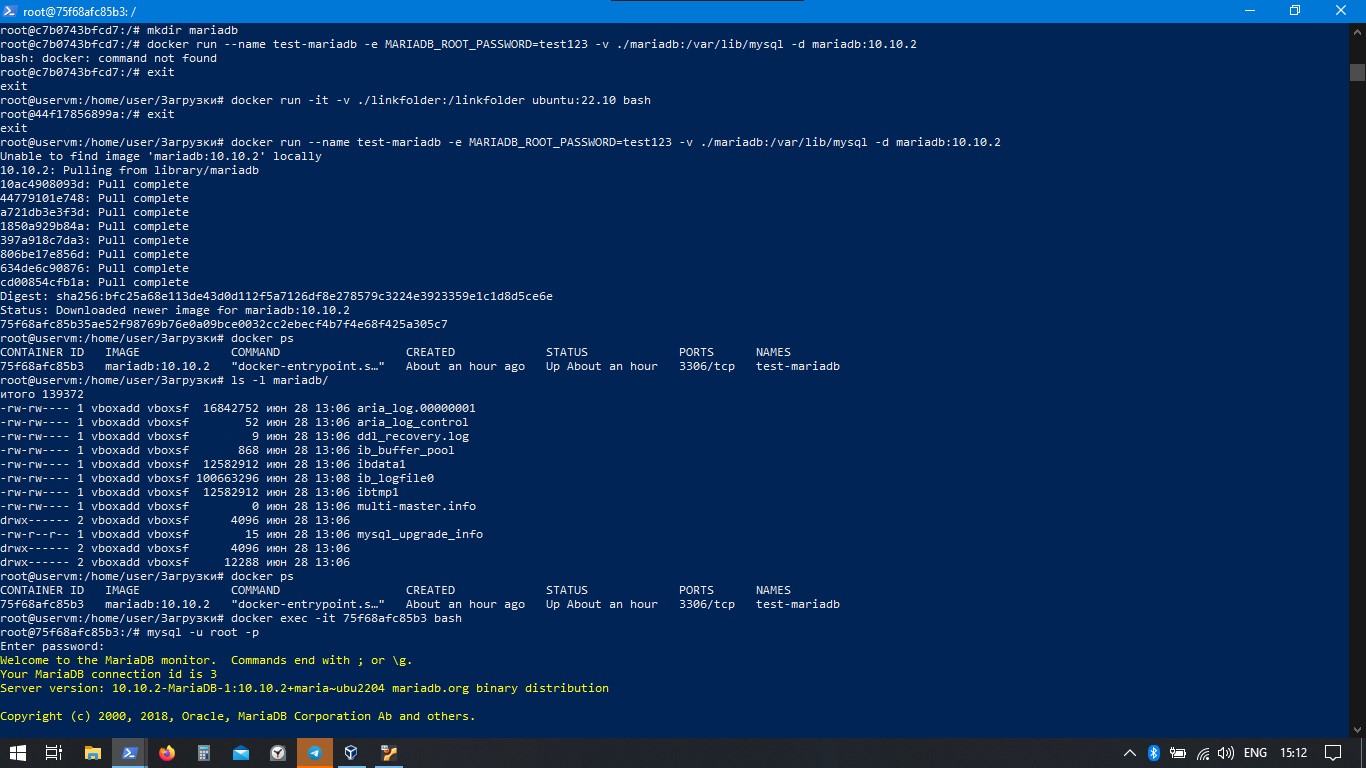 root@75f68afc85b3: /
root@c7b0743bfcd7:/# mkdir mariadb
root@c7b0743bfcd7:/# docker run --name test-mariadb -e MARIADB_ROOT_PASSWORD=test123 -v ./mariadb:/var/lib/mysql -d mariadb:10.10.2
bash: docker: command not found
root@c7b0743bfcd7:/# exit
exit
root@uservm:/home/user/Загрузки# docker run -it -v ./linkfolder:/linkfolder ubuntu:22.10 bash
root@44f17856899a:/# exit
exit
root@uservm:/home/user/Загрузки# docker run --name test-mariadb -e MARIADB_ROOT_PASSWORD=test123 -v ./mariadb:/var/lib/mysql -d mariadb:10.10.2
Unable to find image 'mariadb:10.10.2' locally
10.10.2: Pulling from library/mariadb
10ac4908093d: Pull complete
44779101e748: Pull complete
a721db3e3f3d: Pull complete
1850a929b84a: Pull complete
397a918c7da3: Pull complete
806be17e856d: Pull complete
634de6c90876: Pull complete
cd00854cfb1a: Pull complete
Digest: sha256:bfc25a68e113de43d0d112f5a7126df8e278579c3224e3923359e1c1d8d5ce6e
Status: Downloaded newer image for mariadb:10.10.2
75f68afc85b35ae52f98769b76e0a09bce0032cc2ebecf4b7f4e68f425a305c7
root@uservm:/home/user/Загрузки# docker ps
CONTAINER ID   IMAGE             COMMAND                  CREATED             STATUS             PORTS      NAMES
75f68afc85b3   mariadb:10.10.2   "docker-entrypoint.s…"   About an hour ago   Up About an hour   3306/tcp   test-mariadb
root@uservm:/home/user/Загрузки# ls -l mariadb/
итого 139372
-rw-rw---- 1 vboxadd vboxsf  16842752 июн 28 13:06 aria_log.00000001
-rw-rw---- 1 vboxadd vboxsf        52 июн 28 13:06 aria_log_control
-rw-rw---- 1 vboxadd vboxsf         9 июн 28 13:06 ddl_recovery.log
-rw-rw---- 1 vboxadd vboxsf       868 июн 28 13:06 ib_buffer_pool
-rw-rw---- 1 vboxadd vboxsf  12582912 июн 28 13:06 ibdata1
-rw-rw---- 1 vboxadd vboxsf 100663296 июн 28 13:08 ib_logfile0
-rw-rw---- 1 vboxadd vboxsf  12582912 июн 28 13:06 ibtmp1
-rw-rw---- 1 vboxadd vboxsf         0 июн 28 13:06 multi-master.info
drwx------ 2 vboxadd vboxsf      4096 июн 28 13:06
-rw-r--r-- 1 vboxadd vboxsf        15 июн 28 13:06 mysql_upgrade_info
drwx------ 2 vboxadd vboxsf      4096 июн 28 13:06
drwx------ 2 vboxadd vboxsf     12288 июн 28 13:06
root@uservm:/home/user/Загрузки# docker ps
CONTAINER ID   IMAGE             COMMAND                  CREATED             STATUS             PORTS      NAMES
75f68afc85b3   mariadb:10.10.2   "docker-entrypoint.s…"   About an hour ago   Up About an hour   3306/tcp   test-mariadb
root@uservm:/home/user/Загрузки# docker exec -it 75f68afc85b3 bash
root@75f68afc85b3:/# mysql -u root -p
Enter password:
Welcome to the MariaDB monitor.  Commands end with ; or \g.
Your MariaDB connection id is 3
Server version: 10.10.2-MariaDB-1:10.10.2+maria~ubu2204 mariadb.org binary distribution
Copyright (c) 2000, 2018, Oracle, MariaDB Corporation Ab and others.
ENG 15:12